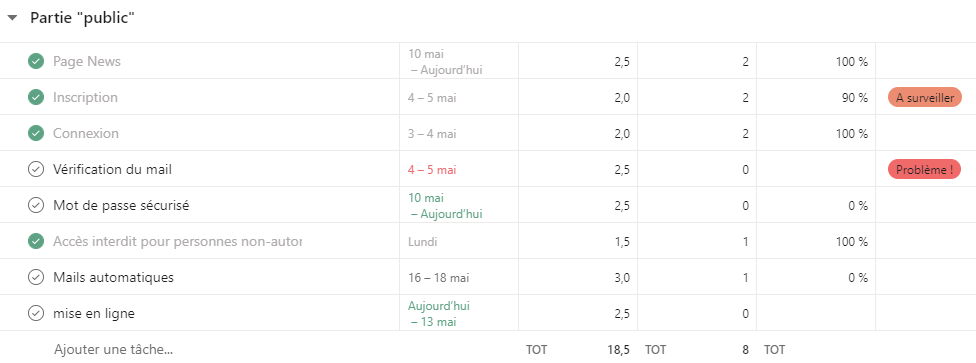 Partie "public"
Page News 10 mai – Aujourd'hui 2,5 2 100 %
Inscription 4 – 5 mai 2,0 2 90 % A surveiller
Connexion 3 – 4 mai 2,0 2 100 %
Vérification du mail 4 – 5 mai 2,5 0 Problème !
Mot de passe sécurisé 10 mai – Aujourd'hui 2,5 0 0 %
Accès interdit pour personnes non-autor Lundi 1,5 1 100 %
Mails automatiques 16 – 18 mai 3,0 1 0 %
mise en ligne Aujourd'hui – 13 mai 2,5 0
Ajouter une tâche... TOT 18,5 TOT 8 TOT